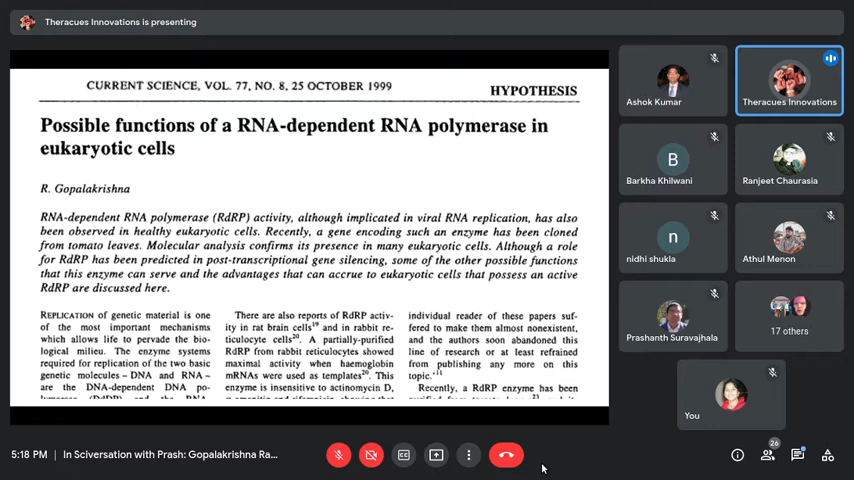 Theracues Innovations is presenting
CURRENT SCIENCE, VOL. 77, NO. 8, 25 OCTOBER 1999
HYPOTHESIS
Possible functions of a RNA-dependent RNA polymerase in
eukaryotic cells
R. Gopalakrishna
RNA-dependent RNA polymerase (RdRP) activity, although implicated in viral RNA replication, has also
been observed in healthy eukaryotic cells. Recently, a gene encoding such an enzyme has been cloned
from tomato leaves. Molecular analysis confirms its presence in many eukaryotic cells. Although a role
for RdRP has been predicted in post-transcriptional gene silencing, some of the other possible functions
that this enzyme can serve and the advantages that can accrue to eukaryotic cells that possess an active
RdRP are discussed here.
REPLICATION of genetic material is one
of the most important mechanisms
which allows life to pervade the bio-
logical milieu. The enzyme systems
required for replication of the two basic
genetic molecules – DNA and RNA –
are the DNA-dependent DNA po-
There are also reports of RdRP activ-
ity in rat brain cells¹⁹ and in rabbit re-
ticulocyte cells²⁰. A partially-purified
RdRP from rabbit reticulocytes showed
maximal activity when haemoglobin
mRNAs were used as templates²⁰. This
enzyme is insensitive to actinomycin D,
individual reader of these papers suf-
fered to make them almost nonexistent,
and the authors soon abandoned this
line of research or at least refrained
from publishing any more on this
topic.’¹¹
Recently, a RdRP enzyme has been
Ashok Kumar
Theracues Innovations
B
Barkha Khilwani
Ranjeet Chaurasia
n
nidhi shukla
Athul Menon
Prashanth Suravajhala
17 others
You
5:18 PM | In Sciversation with Prash: Gopalakrishna Ra...
26